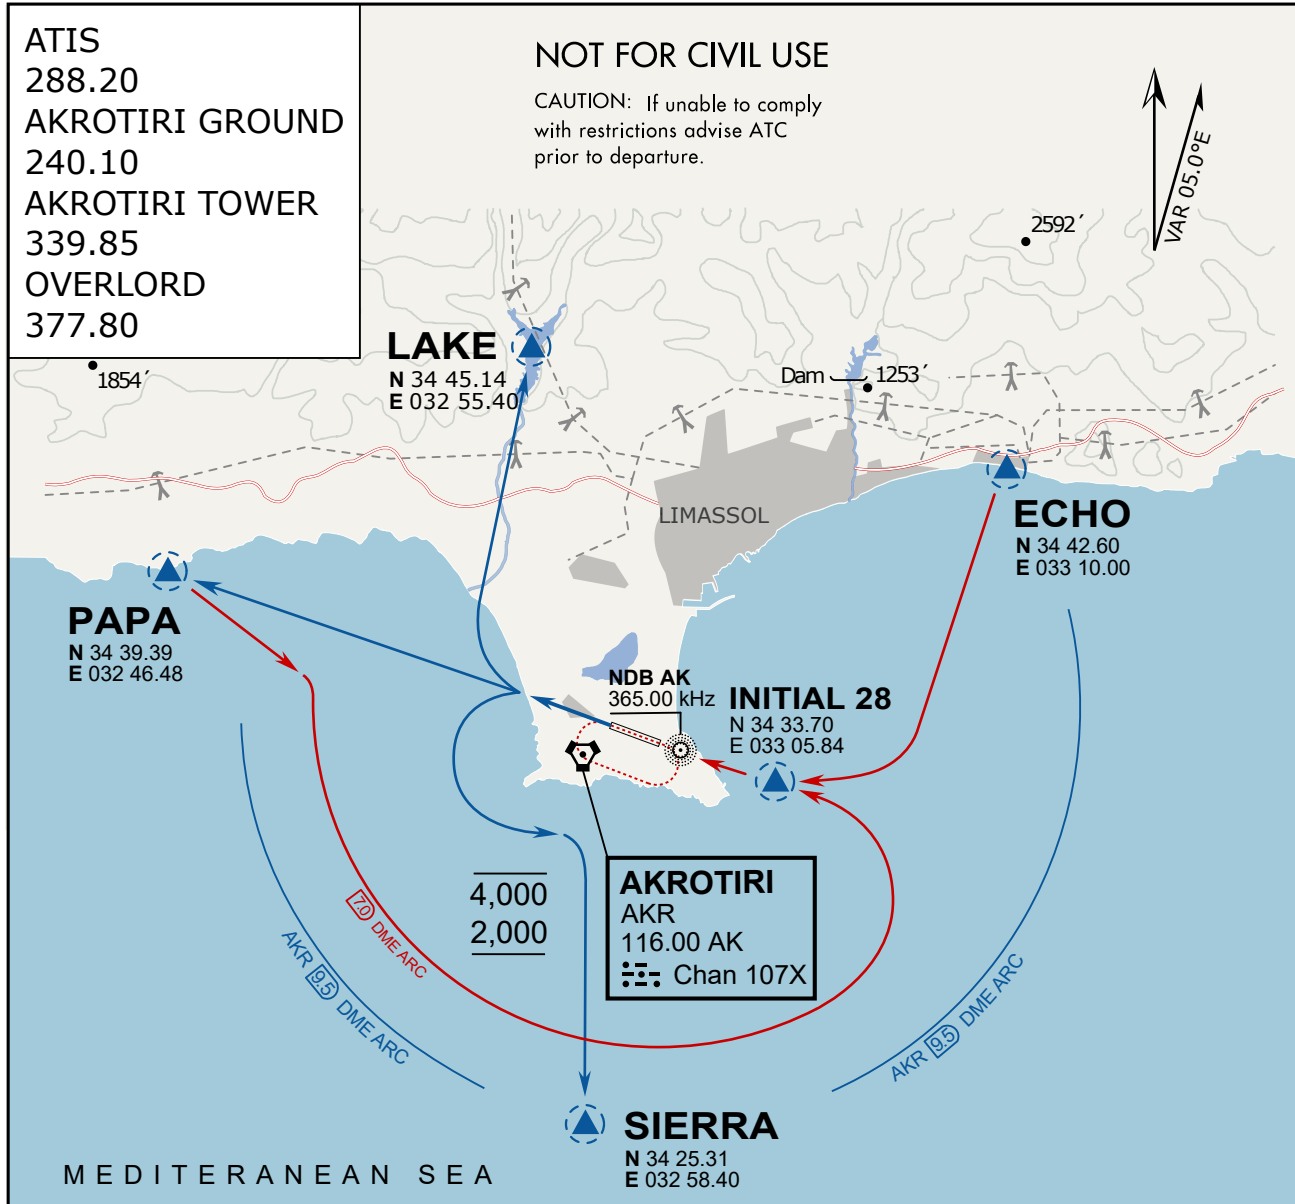 ATIS
288.20
AKROTIRI GROUND
240.10
AKROTIRI TOWER
339.85
OVERLORD
377.80
NOT FOR CIVIL USE
CAUTION: If unable to comply
with restrictions advise ATC
prior to departure.
VAR 05.0°E
2592´
1854´
LAKE
N 34 45.14
E 032 55.40
Dam
1253´
LIMASSOL
ECHO
N 34 42.60
E 033 10.00
PAPA
N 34 39.39
E 032 46.48
NDB AK
365.00 kHz
INITIAL 28
N 34 33.70
E 033 05.84
4,000
2,000
AKROTIRI
AKR
116.00 AK
Chan 107X
7.0 DME ARC
AKR 9.5 DME ARC
AKR 9.5 DME ARC
SIERRA
N 34 25.31
E 032 58.40
MEDITERANEAN SEA